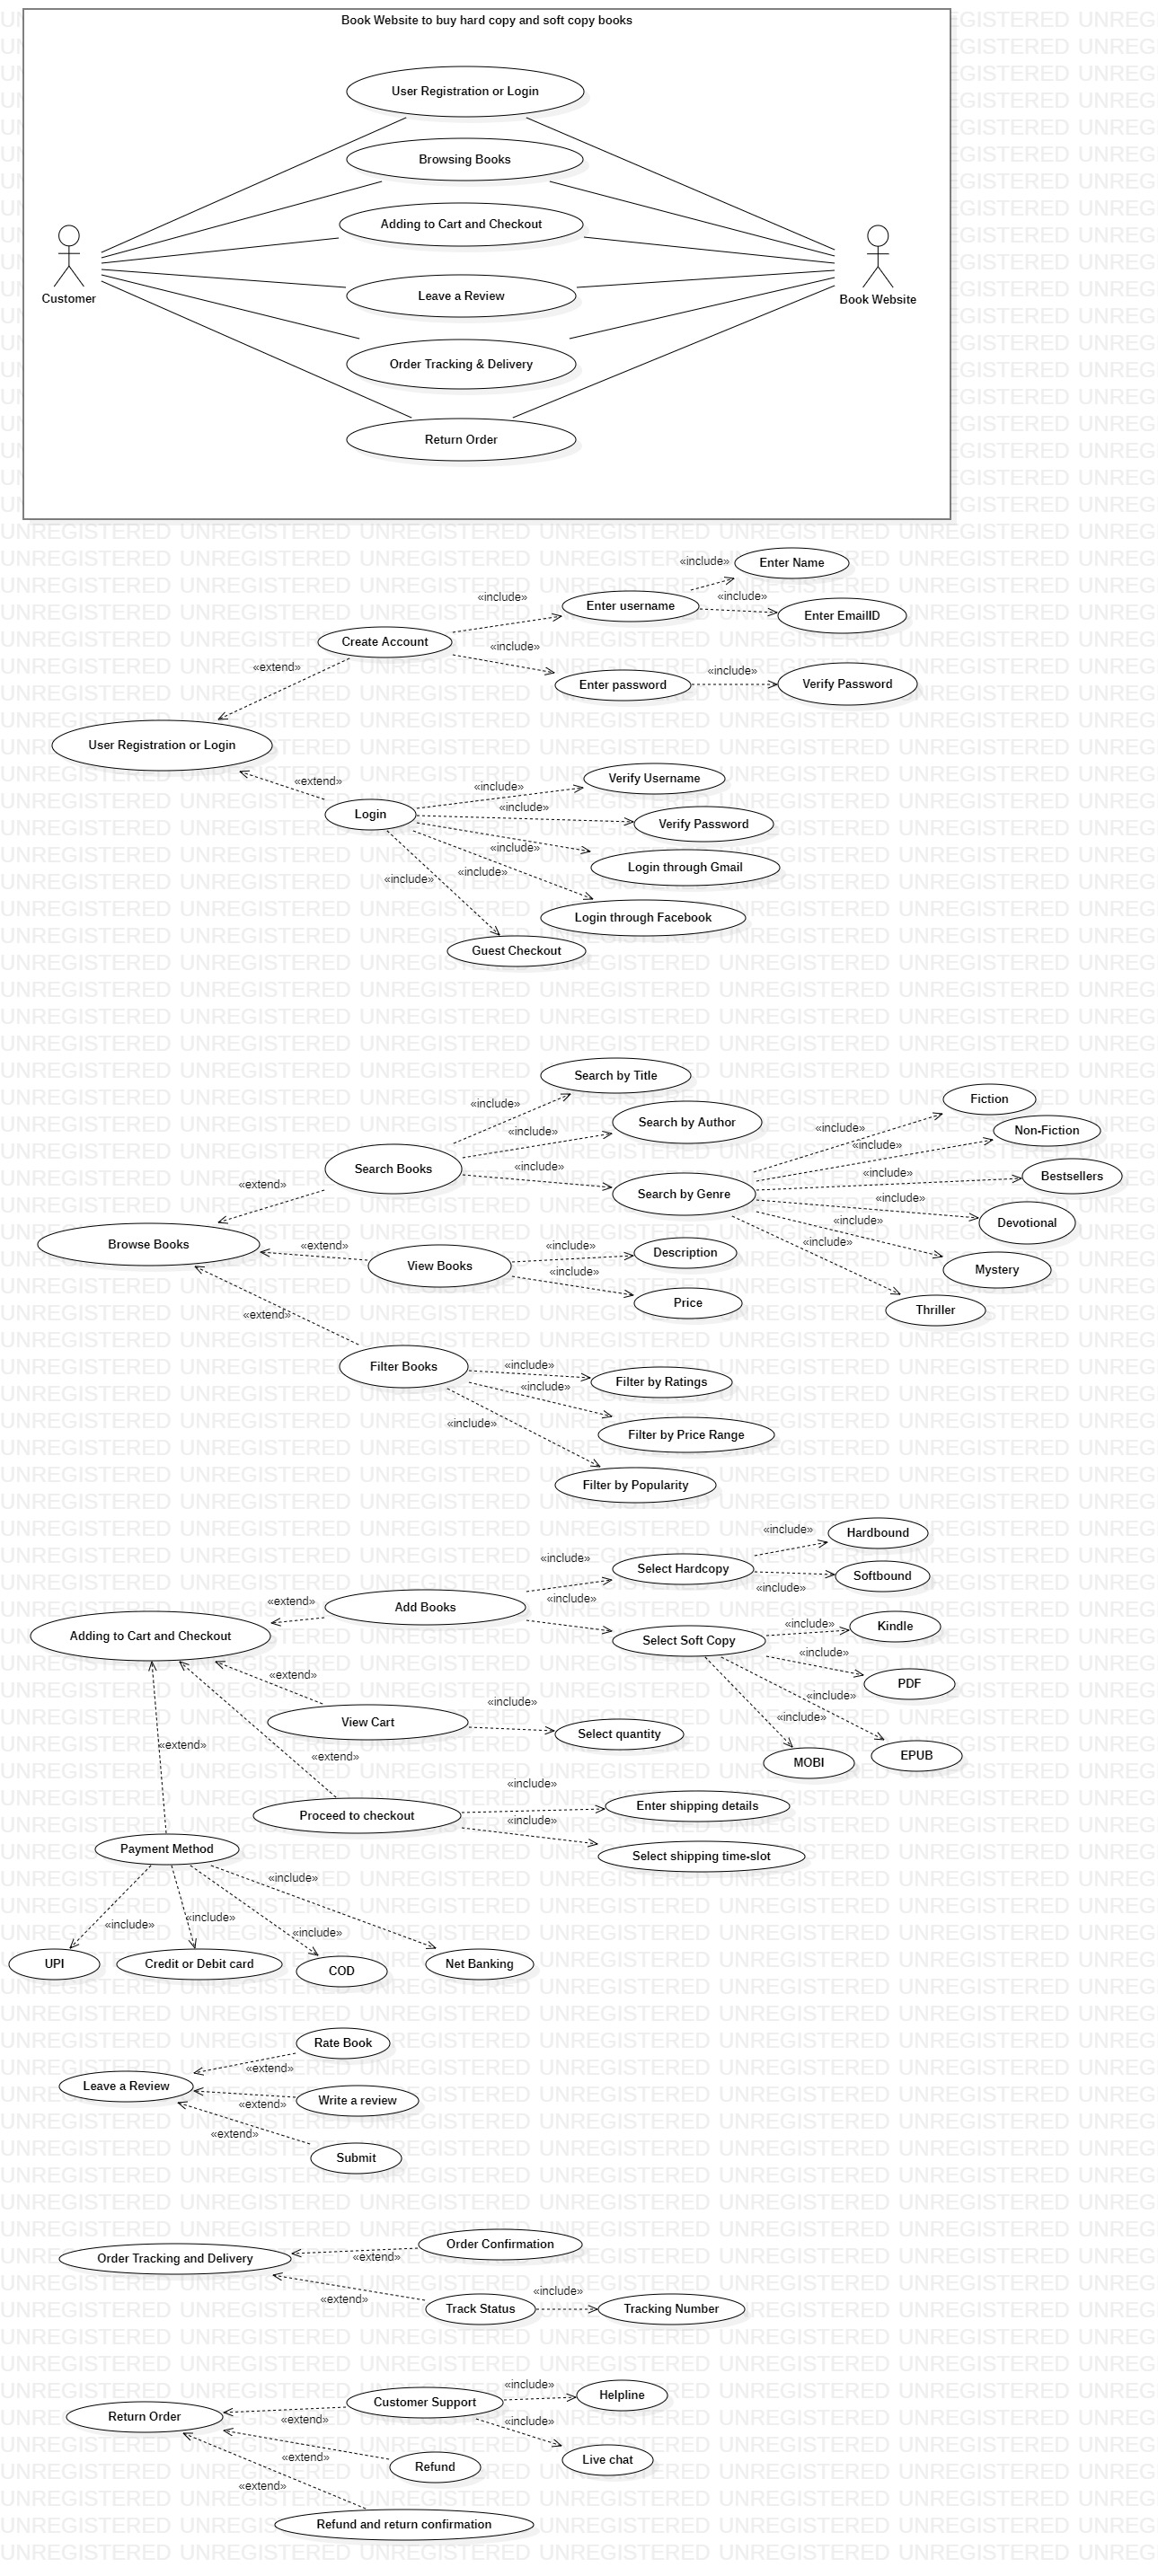 Book Website to buy hard copy and soft copy books
User Registration or Login
Browsing Books
Adding to Cart and Checkout
Customer
Leave a Review
Book Website
Order Tracking & Delivery
Return Order
«include»
Enter Name
«include»
Enter username
«include»
Enter EmailID
Create Account
«include»
«extend»
Enter password
«include»
Verify Password
User Registration or Login
«extend»
Login
«include»
Verify Username
«include»
Verify Password
«include»
Login through Gmail
«include»
«include»
Login through Facebook
Guest Checkout
Search by Title
«include»
Search by Author
«include»
Search Books
«include»
Search by Genre
«include»
Fiction
«include»
Non-Fiction
«include»
Bestsellers
«include»
Devotional
«include»
Mystery
«include»
Thriller
«extend»
Browse Books
«extend»
View Books
«include»
Description
«include»
Price
«extend»
Filter Books
«include»
Filter by Ratings
«include»
Filter by Price Range
«include»
Filter by Popularity
«include»
Hardbound
«include»
Select Hardcopy
«include»
Softbound
«extend»
Add Books
«include»
Adding to Cart and Checkout
Select Soft Copy
«include»
Kindle
«include»
PDF
«include»
EPUB
«include»
MOBI
«extend»
View Cart
«include»
Select quantity
«extend»
«extend»
Proceed to checkout
«include»
Enter shipping details
«include»
Select shipping time-slot
Payment Method
«include»
«include»
«include»
«include»
UPI
Credit or Debit card
COD
Net Banking
Rate Book
«extend»
Leave a Review
«extend»
Write a review
«extend»
Submit
Order Confirmation
Order Tracking and Delivery
«extend»
«extend»
Track Status
«include»
Tracking Number
Customer Support
«include»
Helpline
Return Order
«extend»
«include»
Live chat
«extend»
Refund
«extend»
Refund and return confirmation